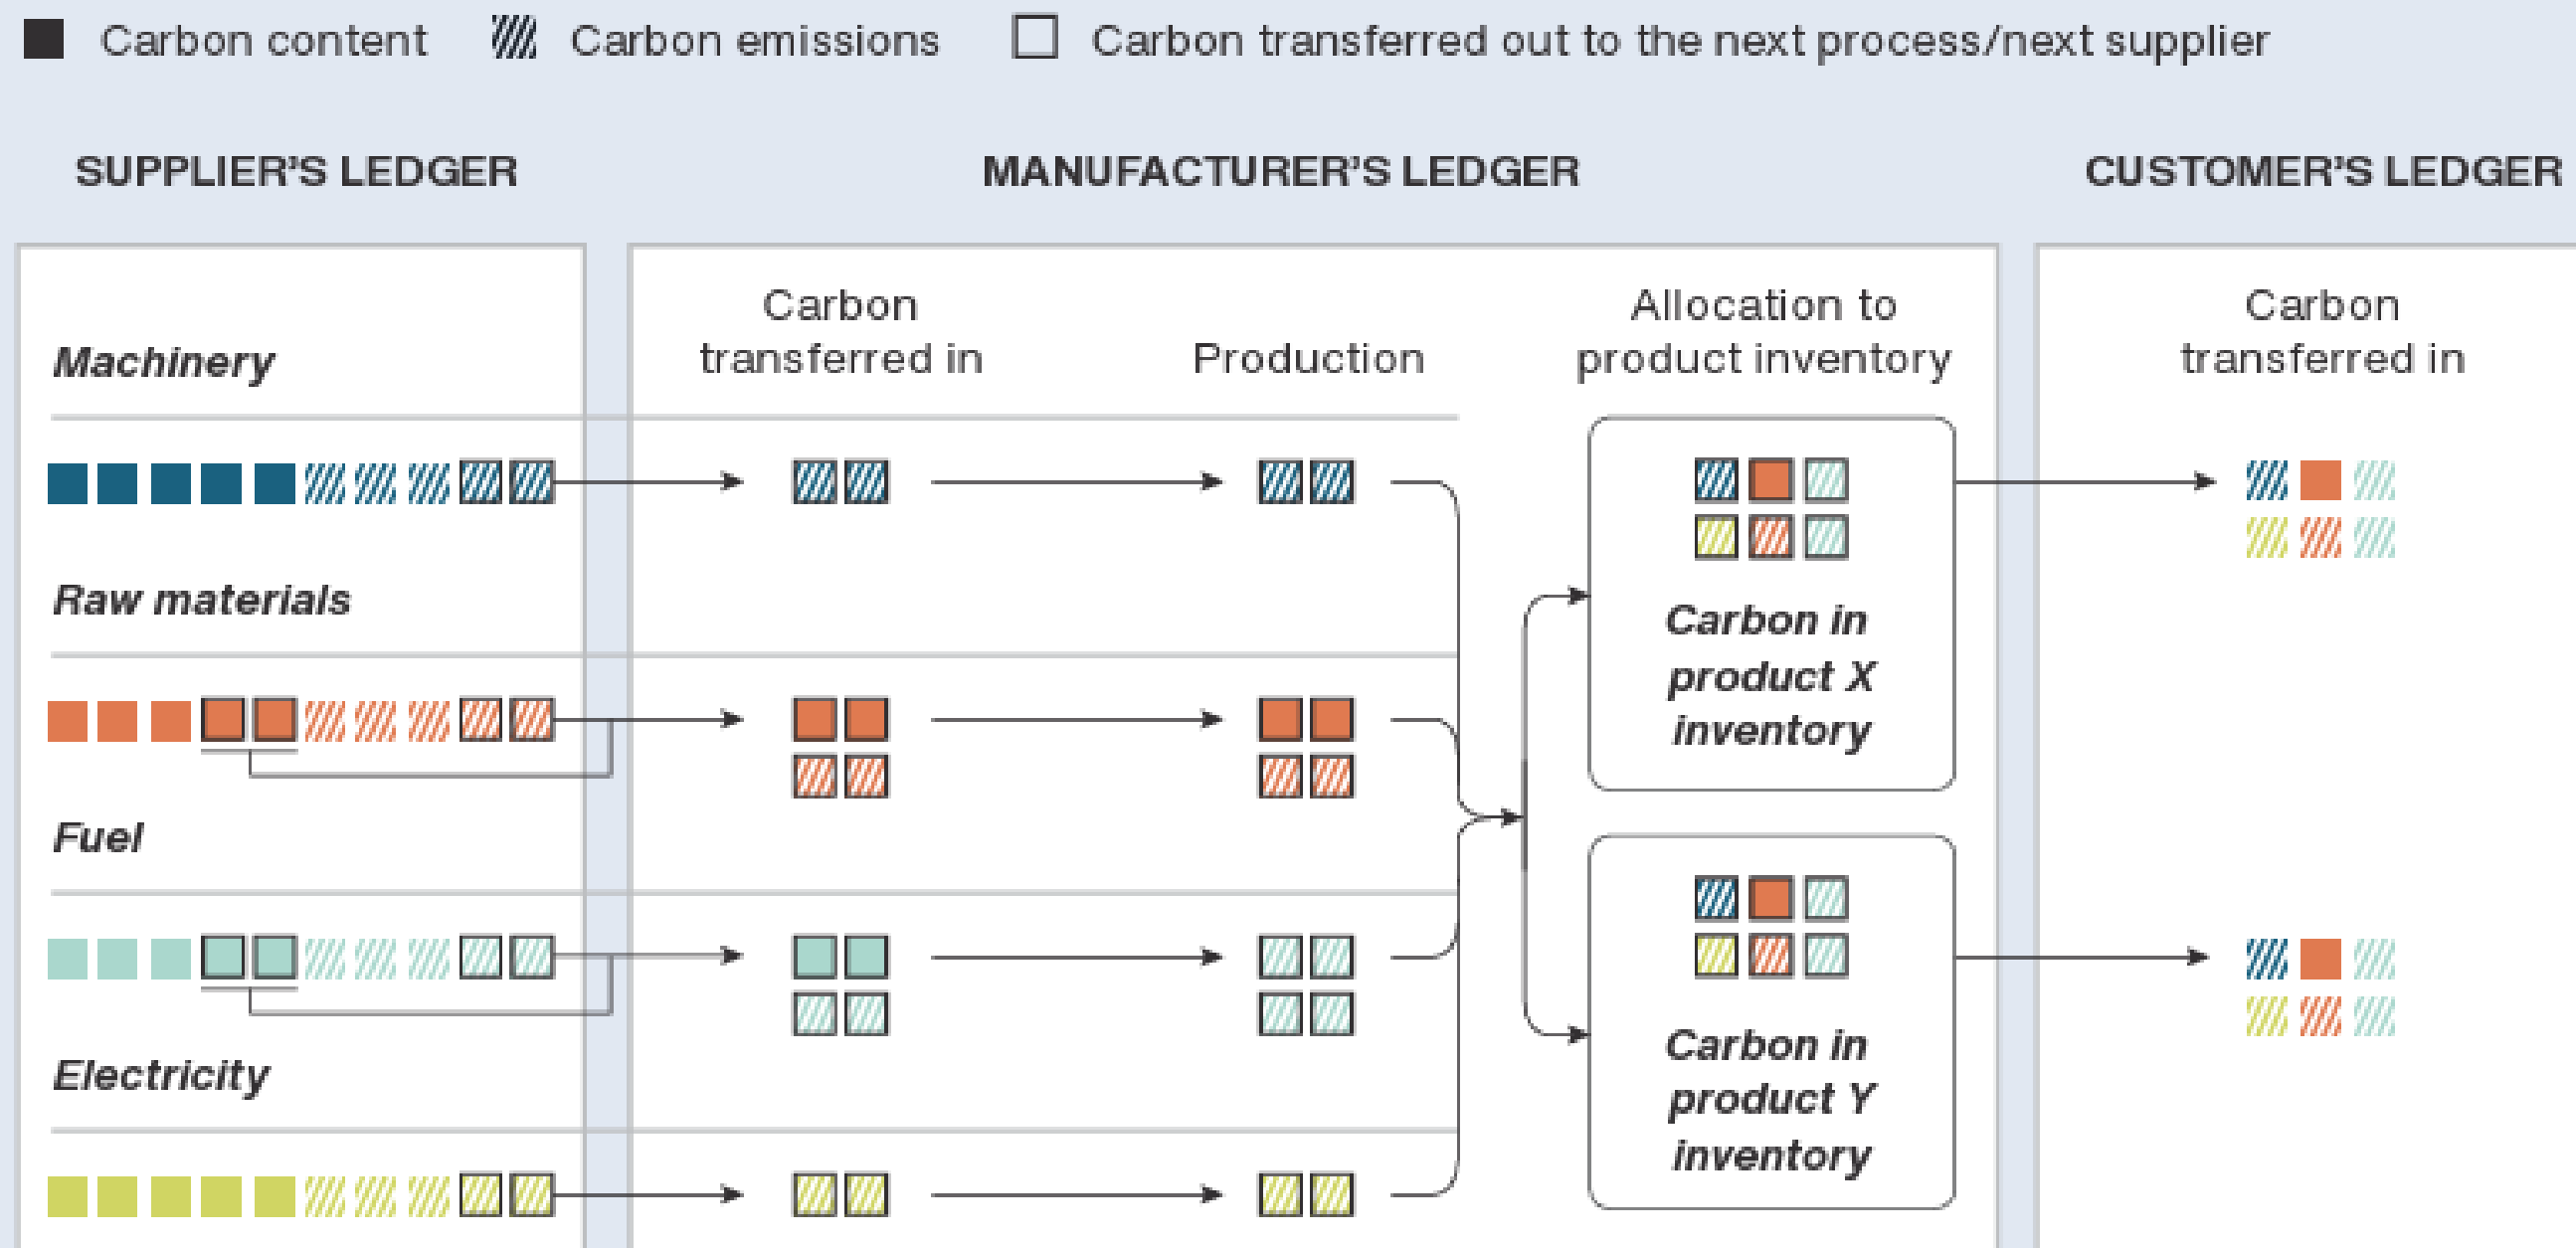 Carbon content
Carbon emissions
Carbon transferred out to the next process/next supplier
SUPPLIER'S LEDGER
MANUFACTURER'S LEDGER
CUSTOMER'S LEDGER
Carbon
transferred in
Production
Allocation to
product inventory
Carbon
transferred in
Machinery
Raw materials
Fuel
Electricity
Carbon in
product X
inventory
Carbon in
product Y
inventory